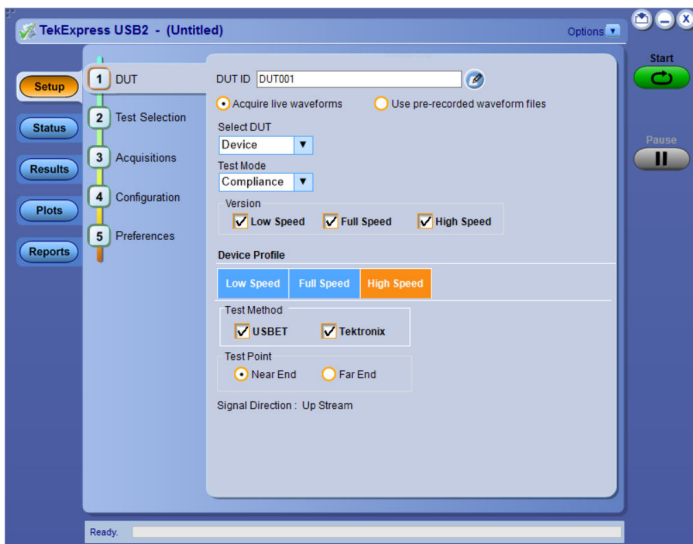 TekExpress USB2 - (Untitled)
Options
Start
Pause
Setup
Status
Results
Plots
Reports
1 DUT
2 Test Selection
3 Acquisitions
4 Configuration
5 Preferences
DUT ID DUT001
Acquire live waveforms Use pre-recorded waveform files
Select DUT
Device
Test Mode
Compliance
Version
Low Speed Full Speed High Speed
Device Profile
Low Speed Full Speed High Speed
Test Method
USBET Tektronix
Test Point
Near End Far End
Signal Direction : Up Stream
Ready.